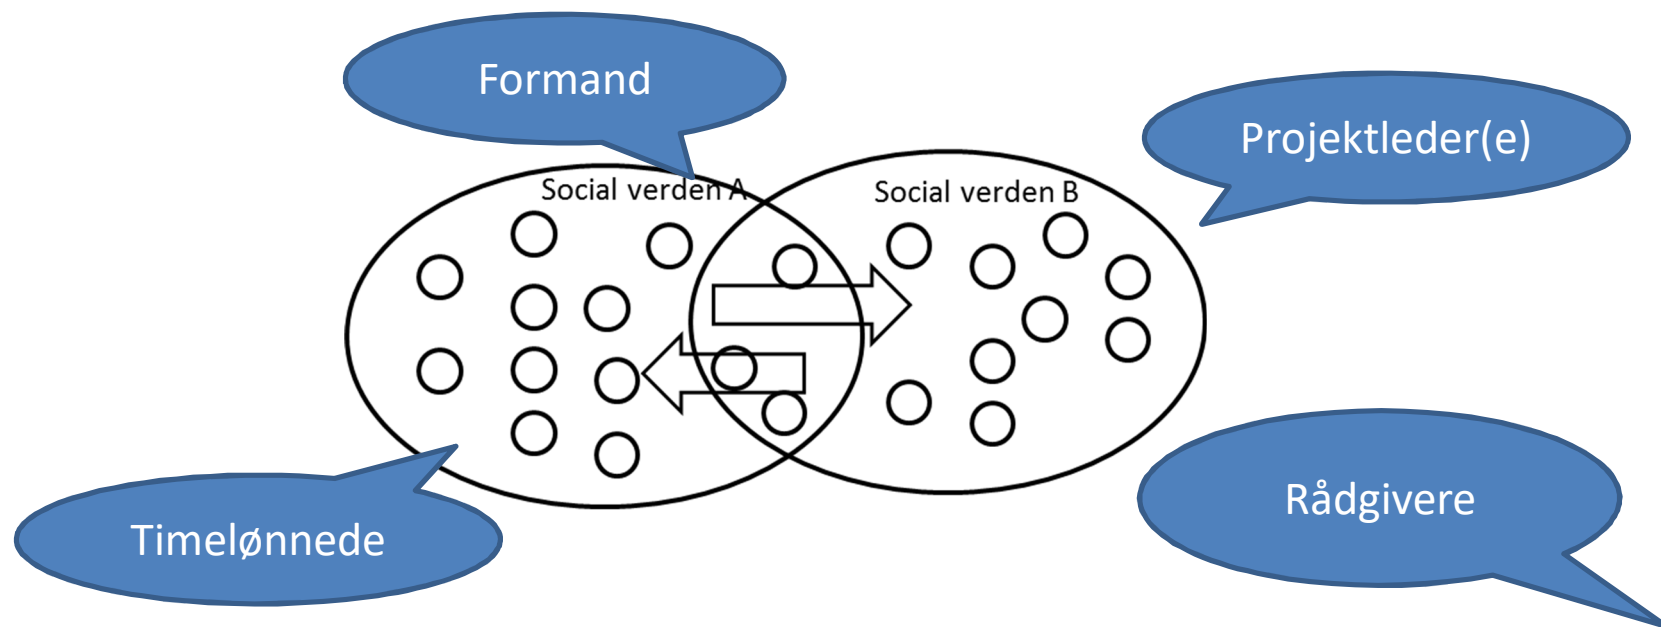 Formand
Projektleder(e)
Social verden A
Social verden B
Rådgivere
Timelønnede